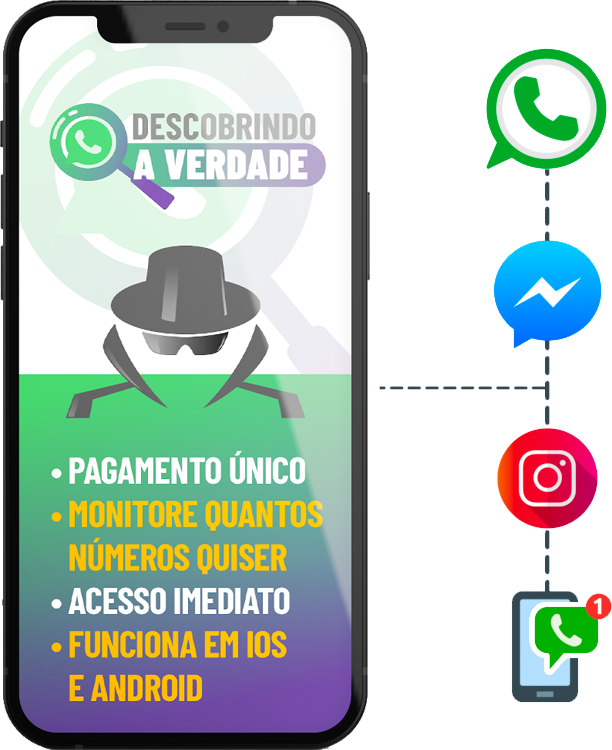 DESCOBRINDO
A VERDADE
• PAGAMENTO ÚNICO
• MONITORE QUANTOS
NÚMEROS QUISER
• ACESSO IMEDIATO
• FUNCIONA EM IOS
E ANDROID
1